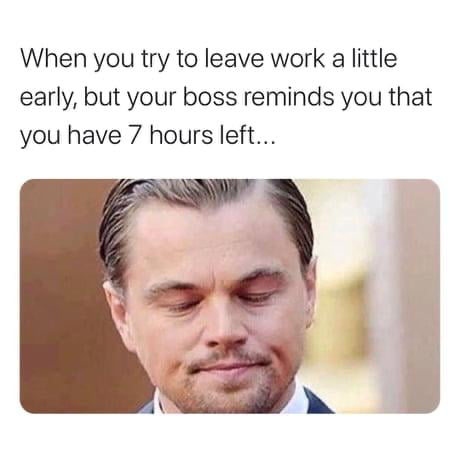 When you try to leave work a little
early, but your boss reminds you that
you have 7 hours left...